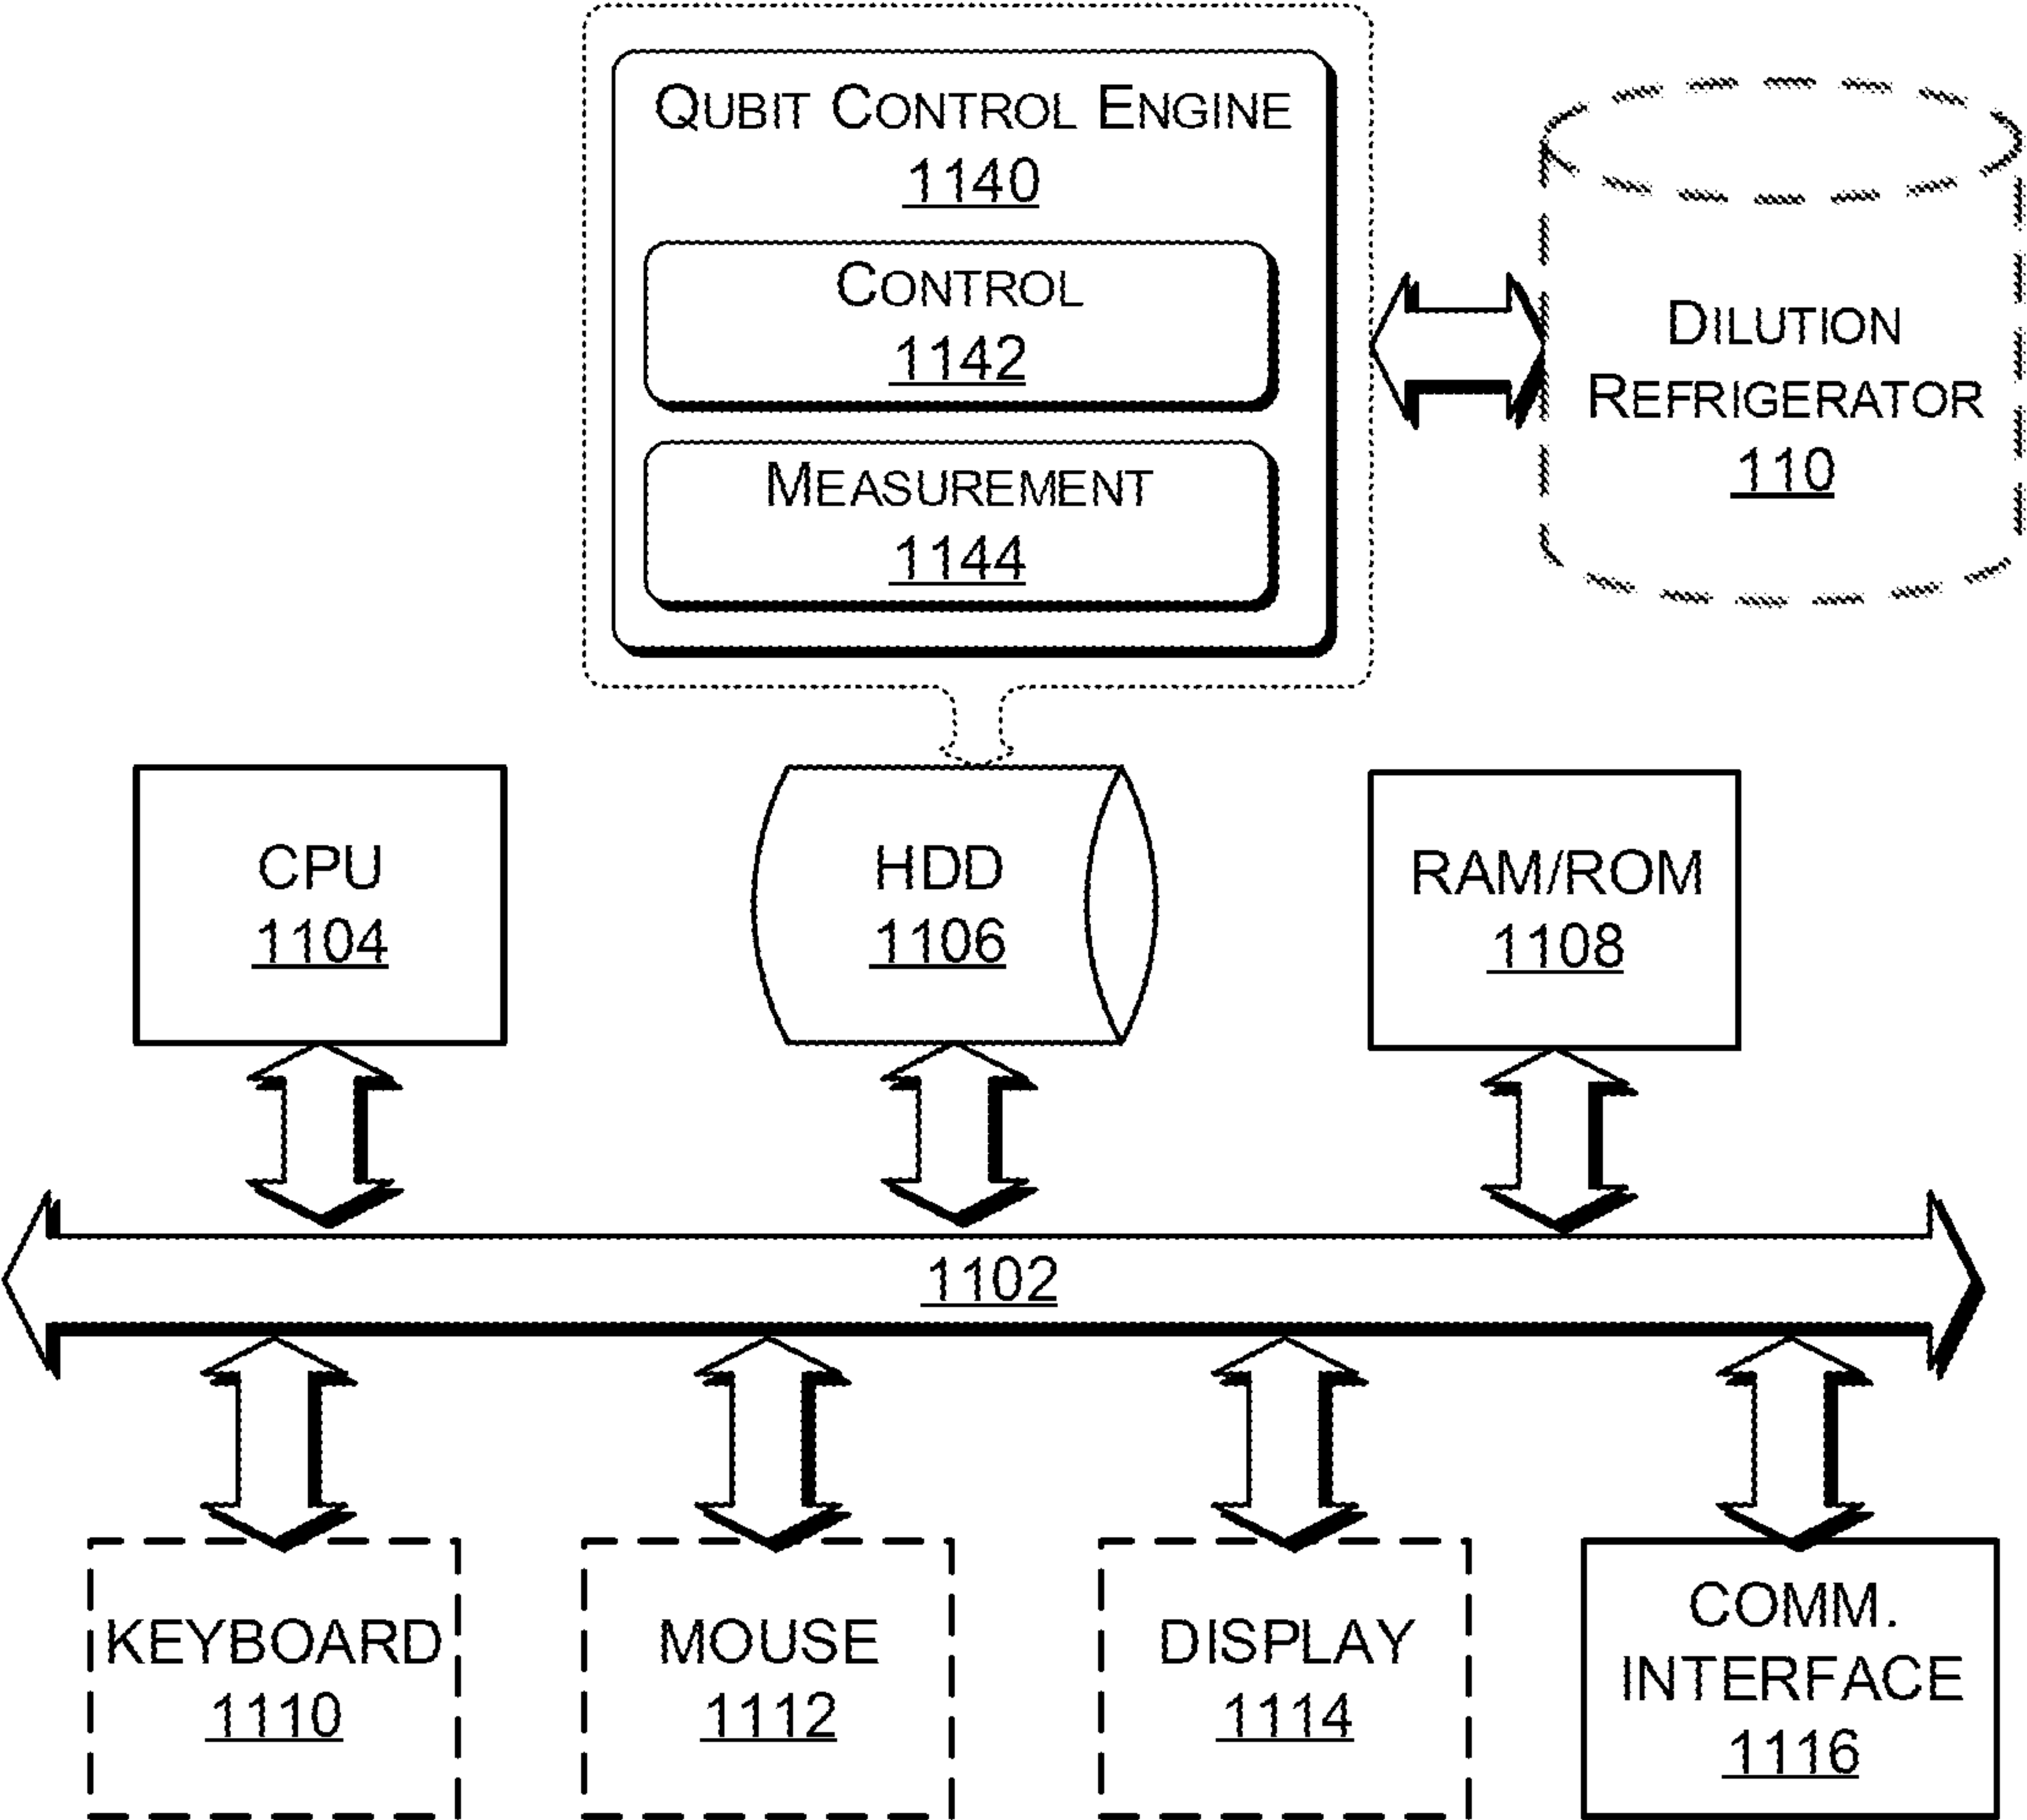 QUBIT CONTROL ENGINE
1140
CONTROL
1142
MEASUREMENT
1144
DILUTION
REFRIGERATOR
110
CPU
1104
HDD
1106
RAM/ROM
1108
1102
KEYBOARD
1110
MOUSE
1112
DISPLAY
1114
COMM.
INTERFACE
1116